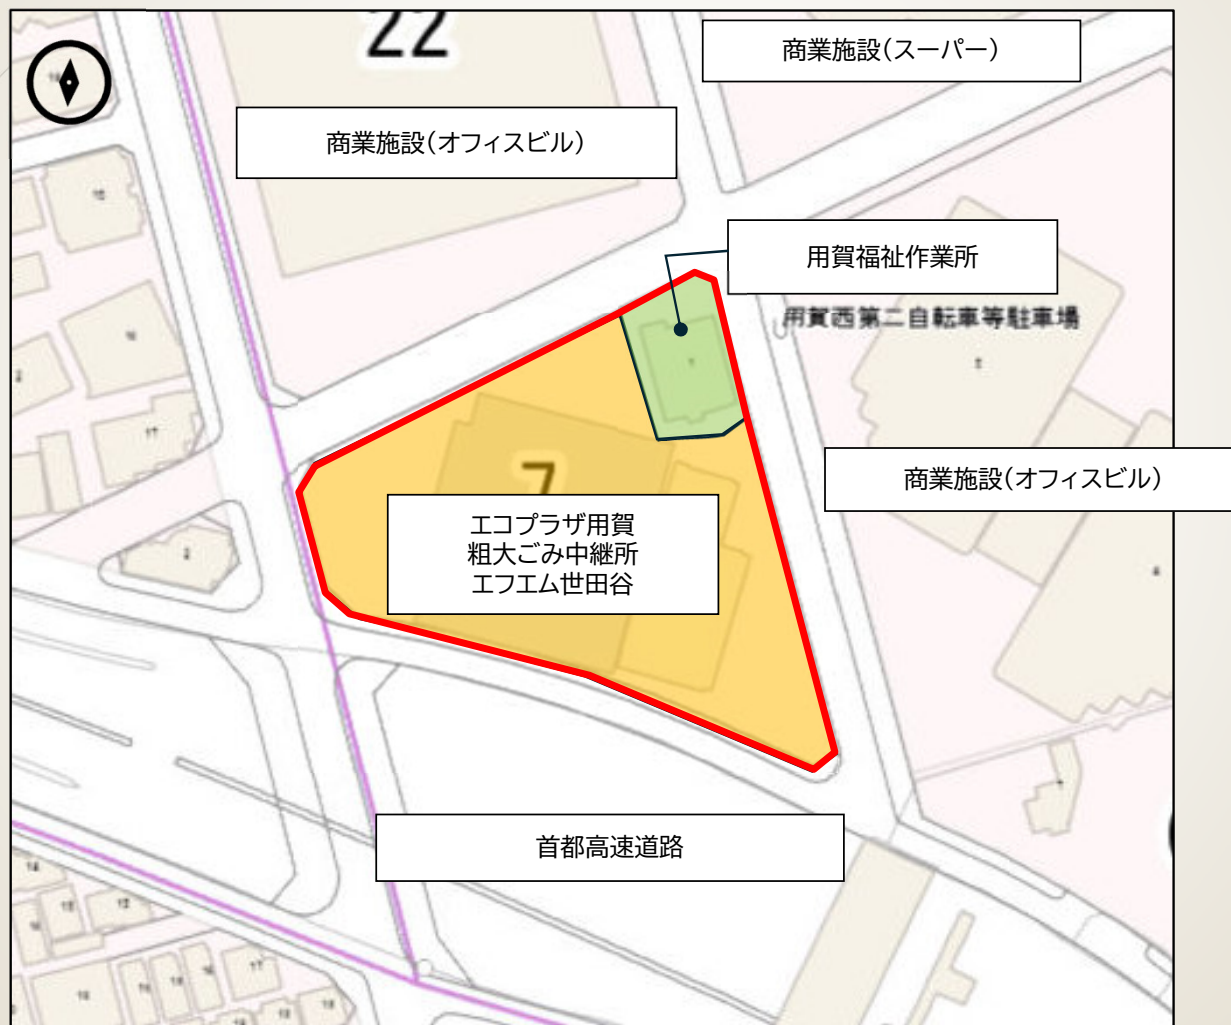 22
商業施設(スーパー)
商業施設(オフィスビル)
用賀福祉作業所
用賀西第二自転車等駐車場
商業施設(オフィスビル)
7
エコプラザ用賀
粗大ごみ中継所
エフエム世田谷
首都高速道路
17
17